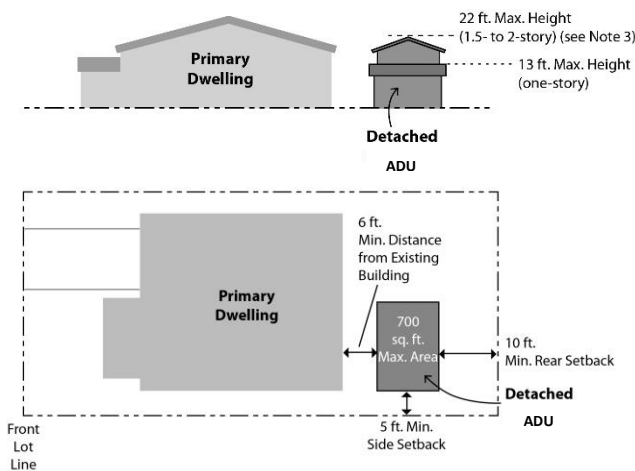 22 ft. Max. Height
(1.5- to 2-story) (see Note 3)
Primary
Dwelling
13 ft. Max. Height
(one-story)
Detached
ADU
6 ft.
Min. Distance
from Existing
Building
Primary
Dwelling
700
sq. ft.
Max. Area
10 ft.
Min. Rear Setback
Detached
ADU
5 ft. Min.
Side Setback
Front
Lot
Line